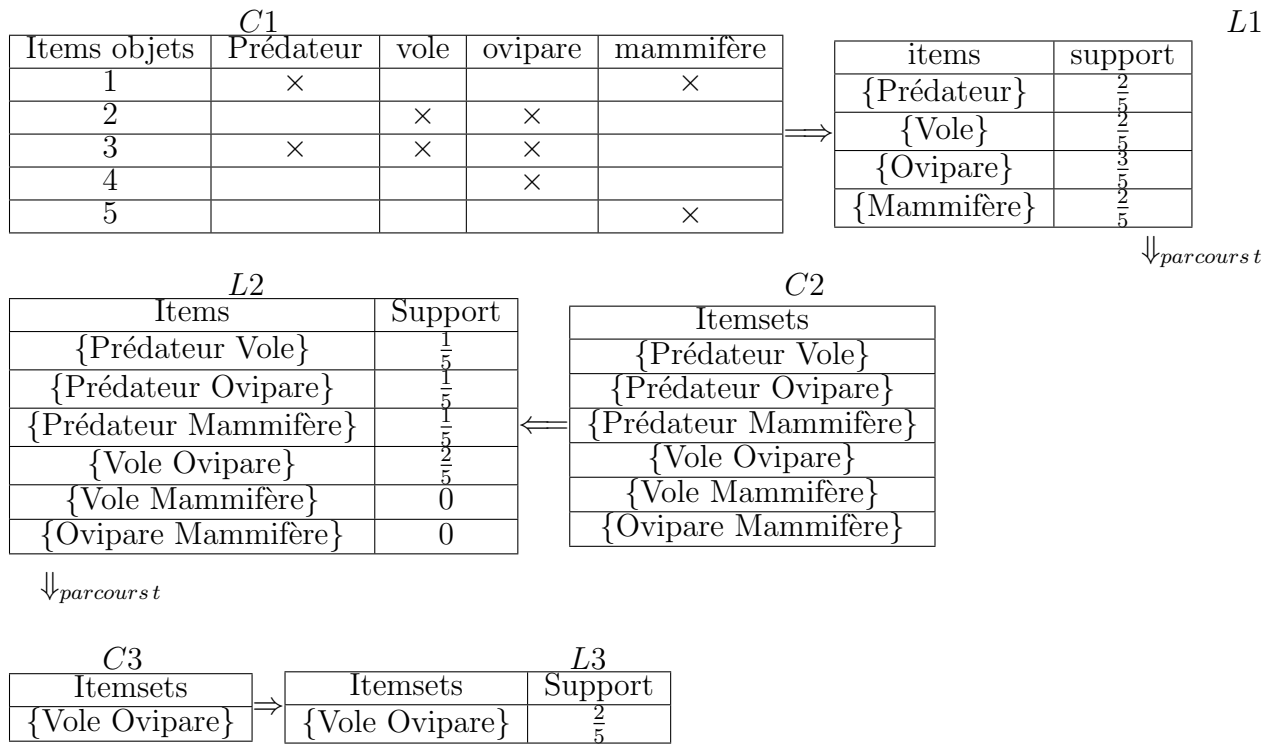 C1
Items objets Prédateur vole ovipare mammifère
1 × ×
2 × ×
3 × × ×
4 ×
5 ×
⟹
L1
items support
{Prédateur} 2/5
{Vole} 2/5
{Ovipare} 3/5
{Mammifère} 2/5
⇓parcours t
L2
Items Support
{Prédateur Vole} 1/5
{Prédateur Ovipare} 1/5
{Prédateur Mammifère} 1/5
{Vole Ovipare} 2/5
{Vole Mammifère} 0
{Ovipare Mammifère} 0
⟸
C2
Itemsets
{Prédateur Vole}
{Prédateur Ovipare}
{Prédateur Mammifère}
{Vole Ovipare}
{Vole Mammifère}
{Ovipare Mammifère}
⇓parcours t
C3
Itemsets
{Vole Ovipare}
⇒
L3
Itemsets Support
{Vole Ovipare} 2/5